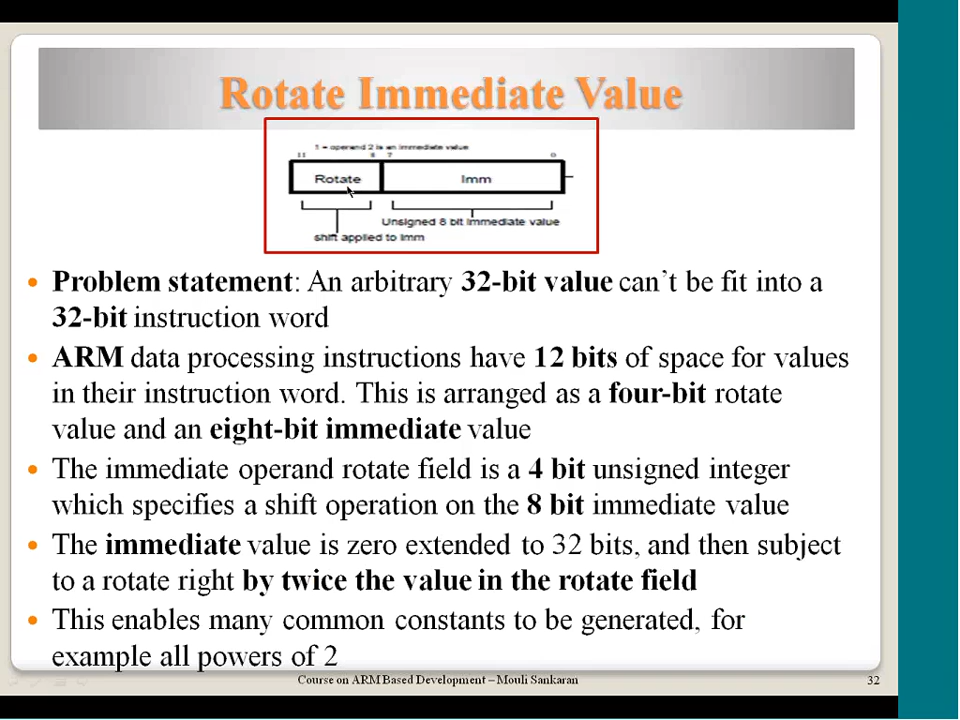 Rotate Immediate Value
1 = operand 2 is an immediate value
11 8 7 0
Rotate Imm
Unsigned 8 bit immediate value
shift applied to Imm
• Problem statement: An arbitrary 32-bit value can't be fit into a
32-bit instruction word
• ARM data processing instructions have 12 bits of space for values
in their instruction word. This is arranged as a four-bit rotate
value and an eight-bit immediate value
• The immediate operand rotate field is a 4 bit unsigned integer
which specifies a shift operation on the 8 bit immediate value
• The immediate value is zero extended to 32 bits, and then subject
to a rotate right by twice the value in the rotate field
• This enables many common constants to be generated, for
example all powers of 2
Course on ARM Based Development – Mouli Sankaran 32